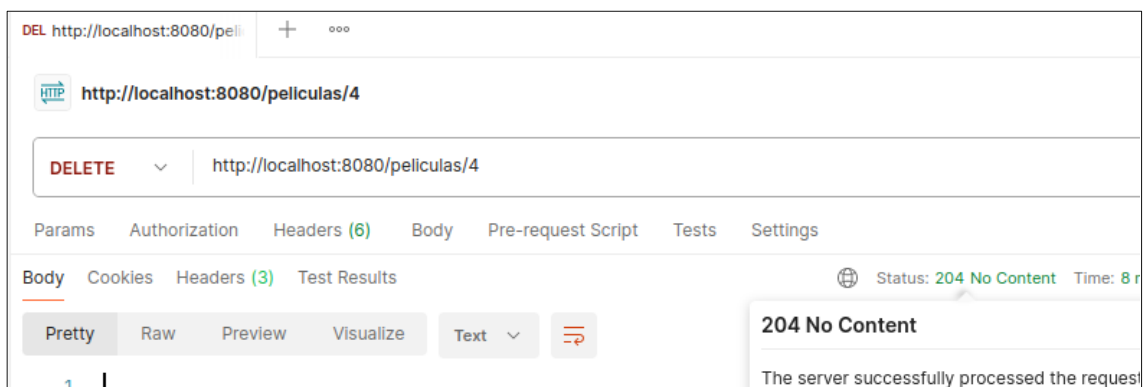 DEL http://localhost:8080/peli
HTTP http://localhost:8080/peliculas/4
DELETE http://localhost:8080/peliculas/4
Params Authorization Headers (6) Body Pre-request Script Tests Settings
Body Cookies Headers (3) Test Results Status: 204 No Content Time: 8
Pretty Raw Preview Visualize Text
204 No Content
1
The server successfully processed the request